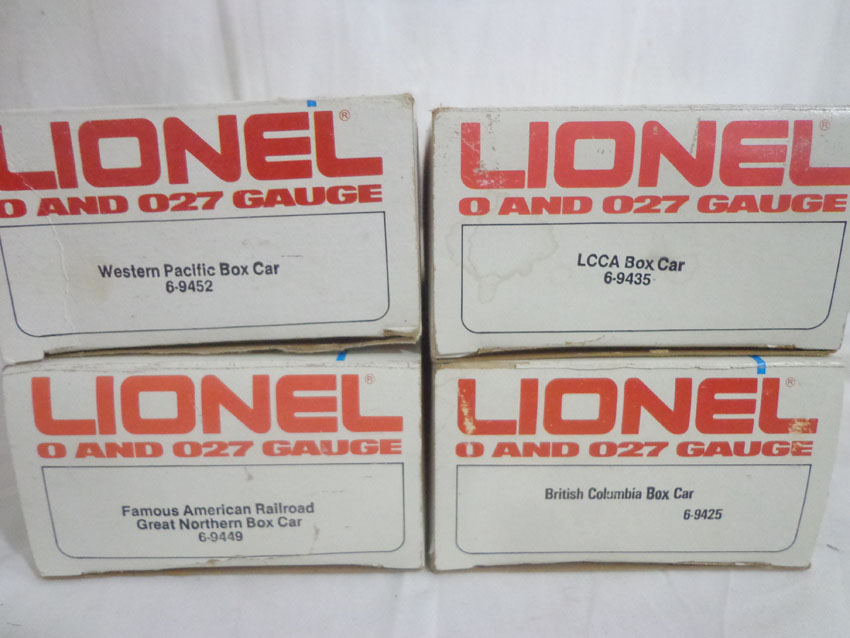 LIONEL®
O AND 027 GAUGE
Western Pacific Box Car
6-9452
LIONEL®
O AND 027 GAUGE
LCCA Box Car
6-9435
LIONEL®
O AND 027 GAUGE
Famous American Railroad
Great Northern Box Car
6-9449
LIONEL®
O AND 027 GAUGE
British Columbia Box Car
6-9425